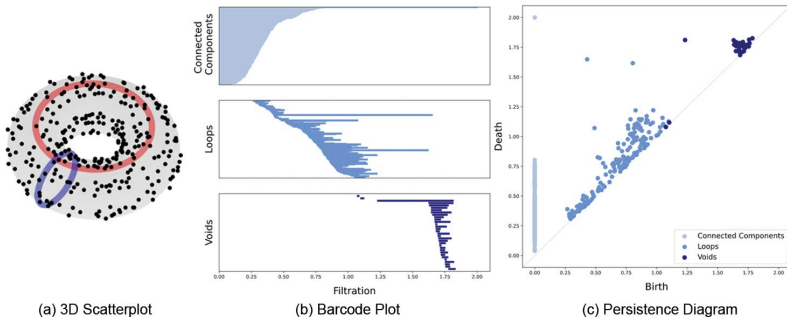 Connected
Components
Loops
Voids
0.00 0.25 0.50 0.75 1.00 1.25 1.50 1.75 2.00
Filtration
2.00
1.75
1.50
1.25
1.00
0.75
0.50
0.25
0.00
Death
Connected Components
Loops
Voids
0.00 0.25 0.50 0.75 1.00 1.25 1.50 1.75 2.00
Birth
(a) 3D Scatterplot
(b) Barcode Plot
(c) Persistence Diagram